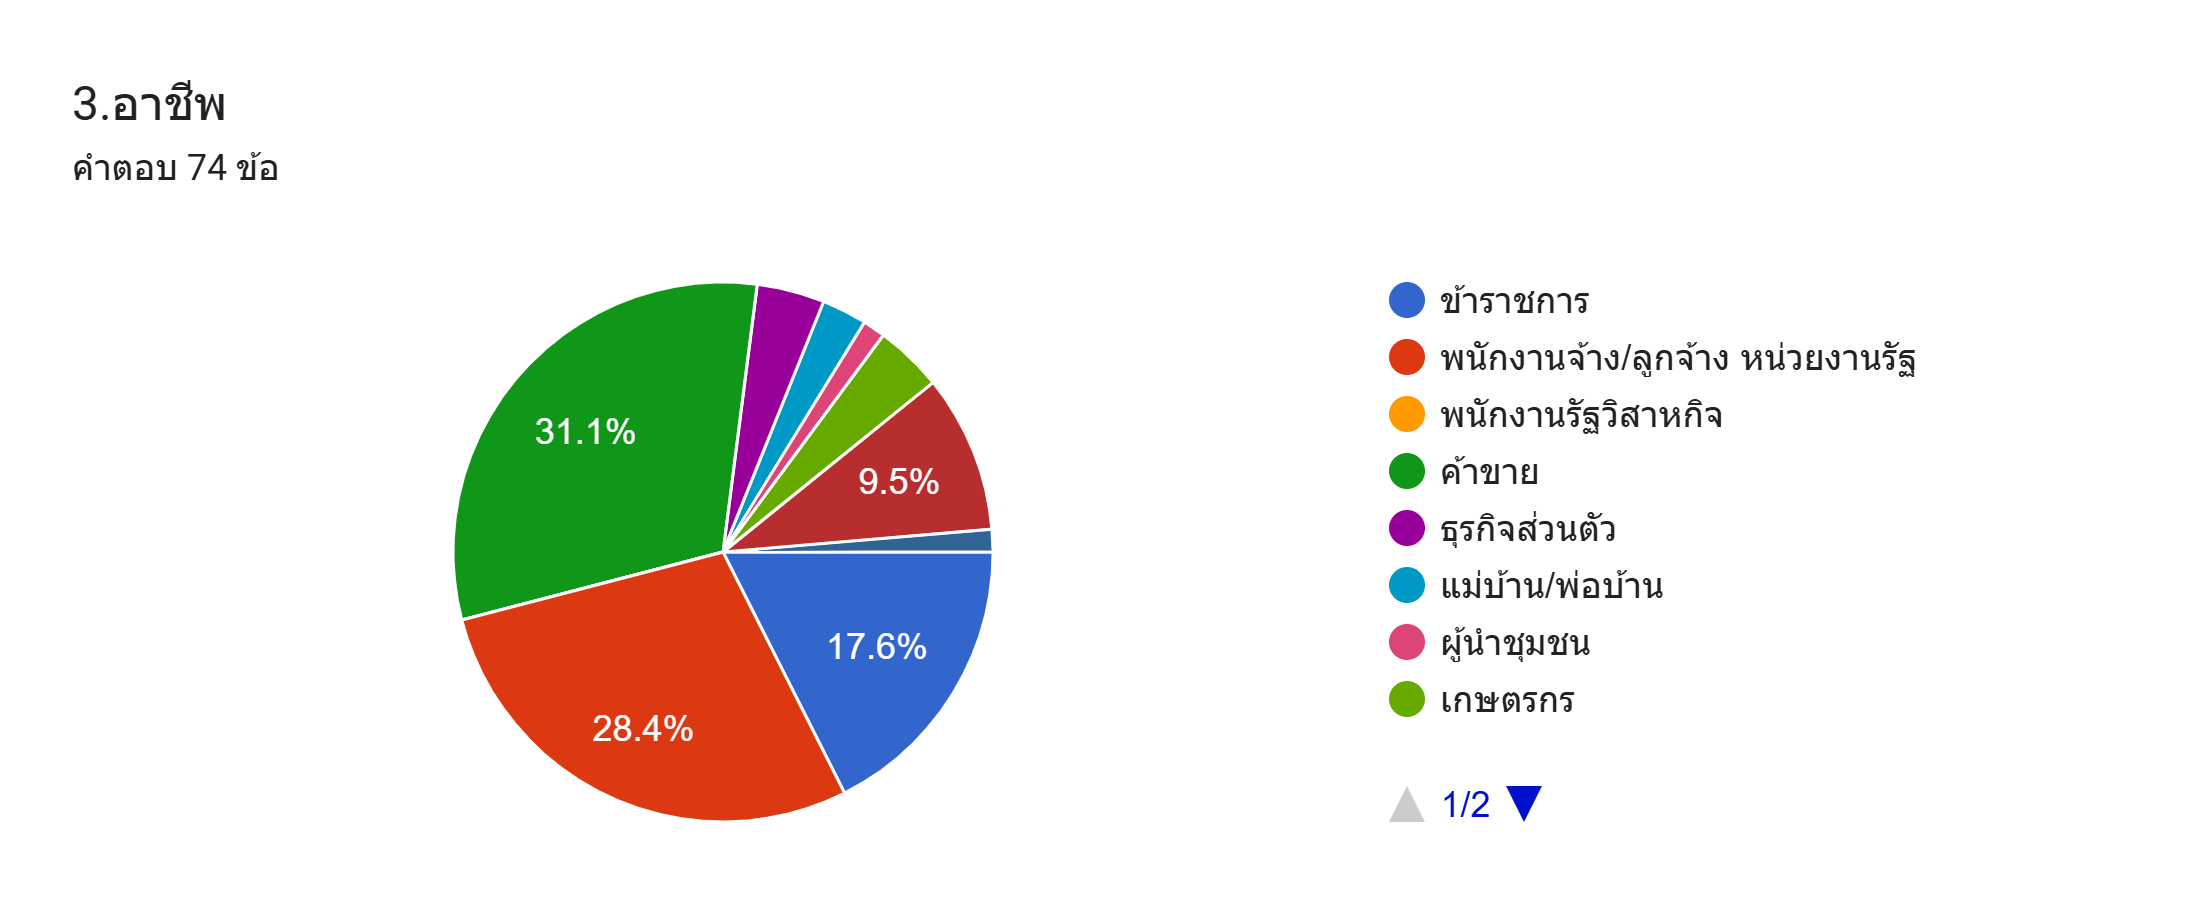 3.อาชีพ
คำตอบ 74 ข้อ
31.1%
9.5%
17.6%
28.4%
ข้าราชการ
พนักงานจ้าง/ลูกจ้าง หน่วยงานรัฐ
พนักงานรัฐวิสาหกิจ
ค้าขาย
ธุรกิจส่วนตัว
แม่บ้าน/พ่อบ้าน
ผู้นำชุมชน
เกษตรกร
1/2